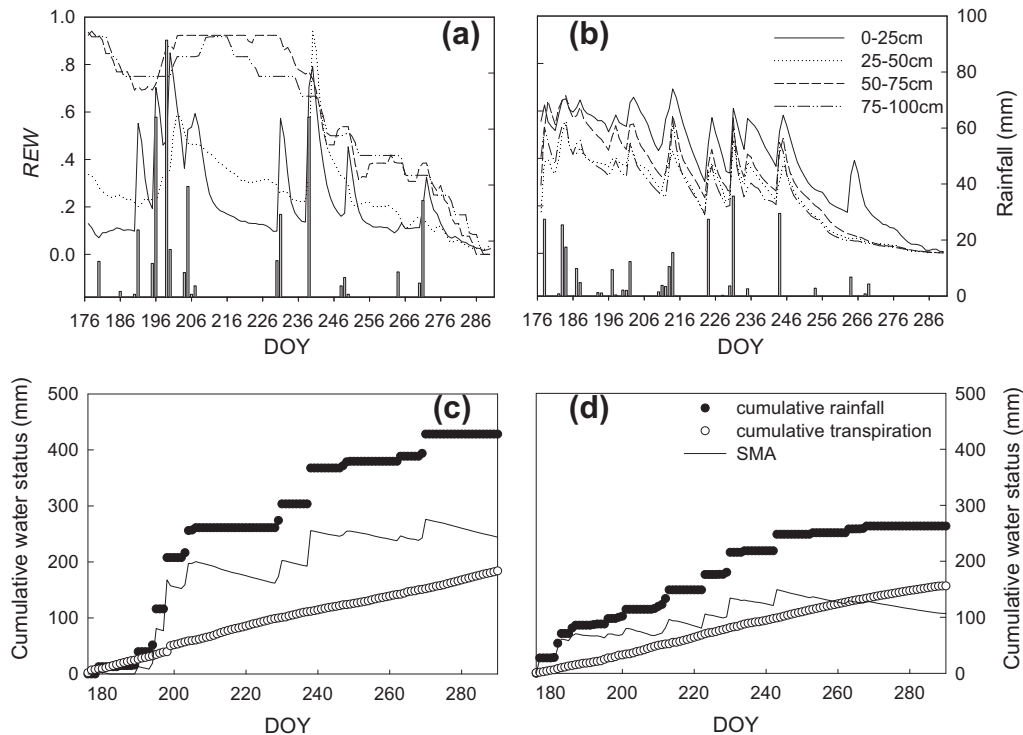 (a)
1.0
.8
.6
.4
.2
0.0
REW
176 186 196 206 216 226 236 246 256 266 276 286
DOY
(b)
0-25cm
25-50cm
50-75cm
75-100cm
100
80
60
40
20
0
Rainfall (mm)
176 186 196 206 216 226 236 246 256 266 276 286
DOY
(c)
500
400
300
200
100
0
Cumulative water status (mm)
180 200 220 240 260 280
DOY
(d)
cumulative rainfall
cumulative transpiration
SMA
500
400
300
200
100
0
Cumulative water status (mm)
180 200 220 240 260 280
DOY